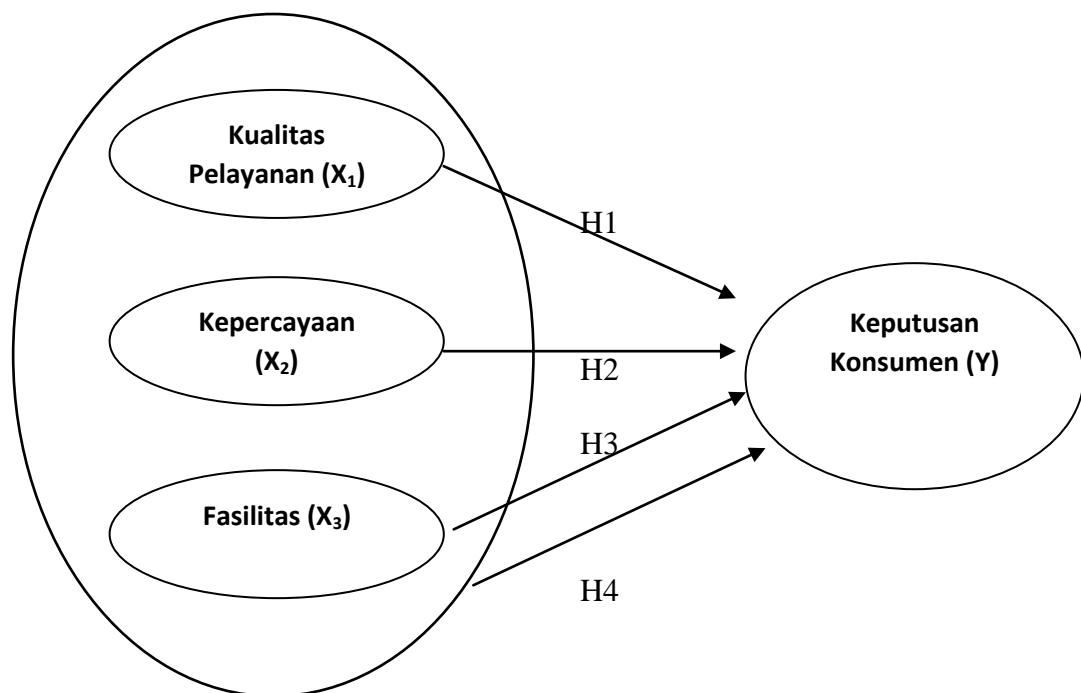 Kualitas
Pelayanan (X₁)
H1
Kepercayaan
(X₂)
H2
Keputusan
Konsumen (Y)
H3
Fasilitas (X₃)
H4